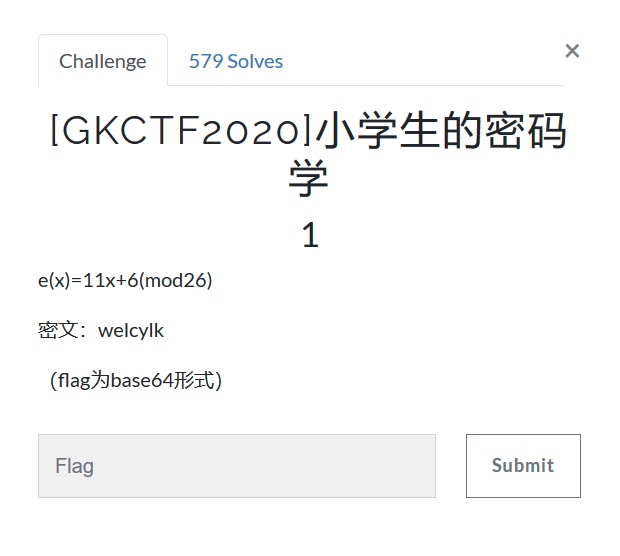 Challenge
579 Solves
×
[GKCTF2020]小学生的密码
学
1
e(x)=11x+6(mod26)
密文：welcylk
（flag为base64形式）
Flag
Submit